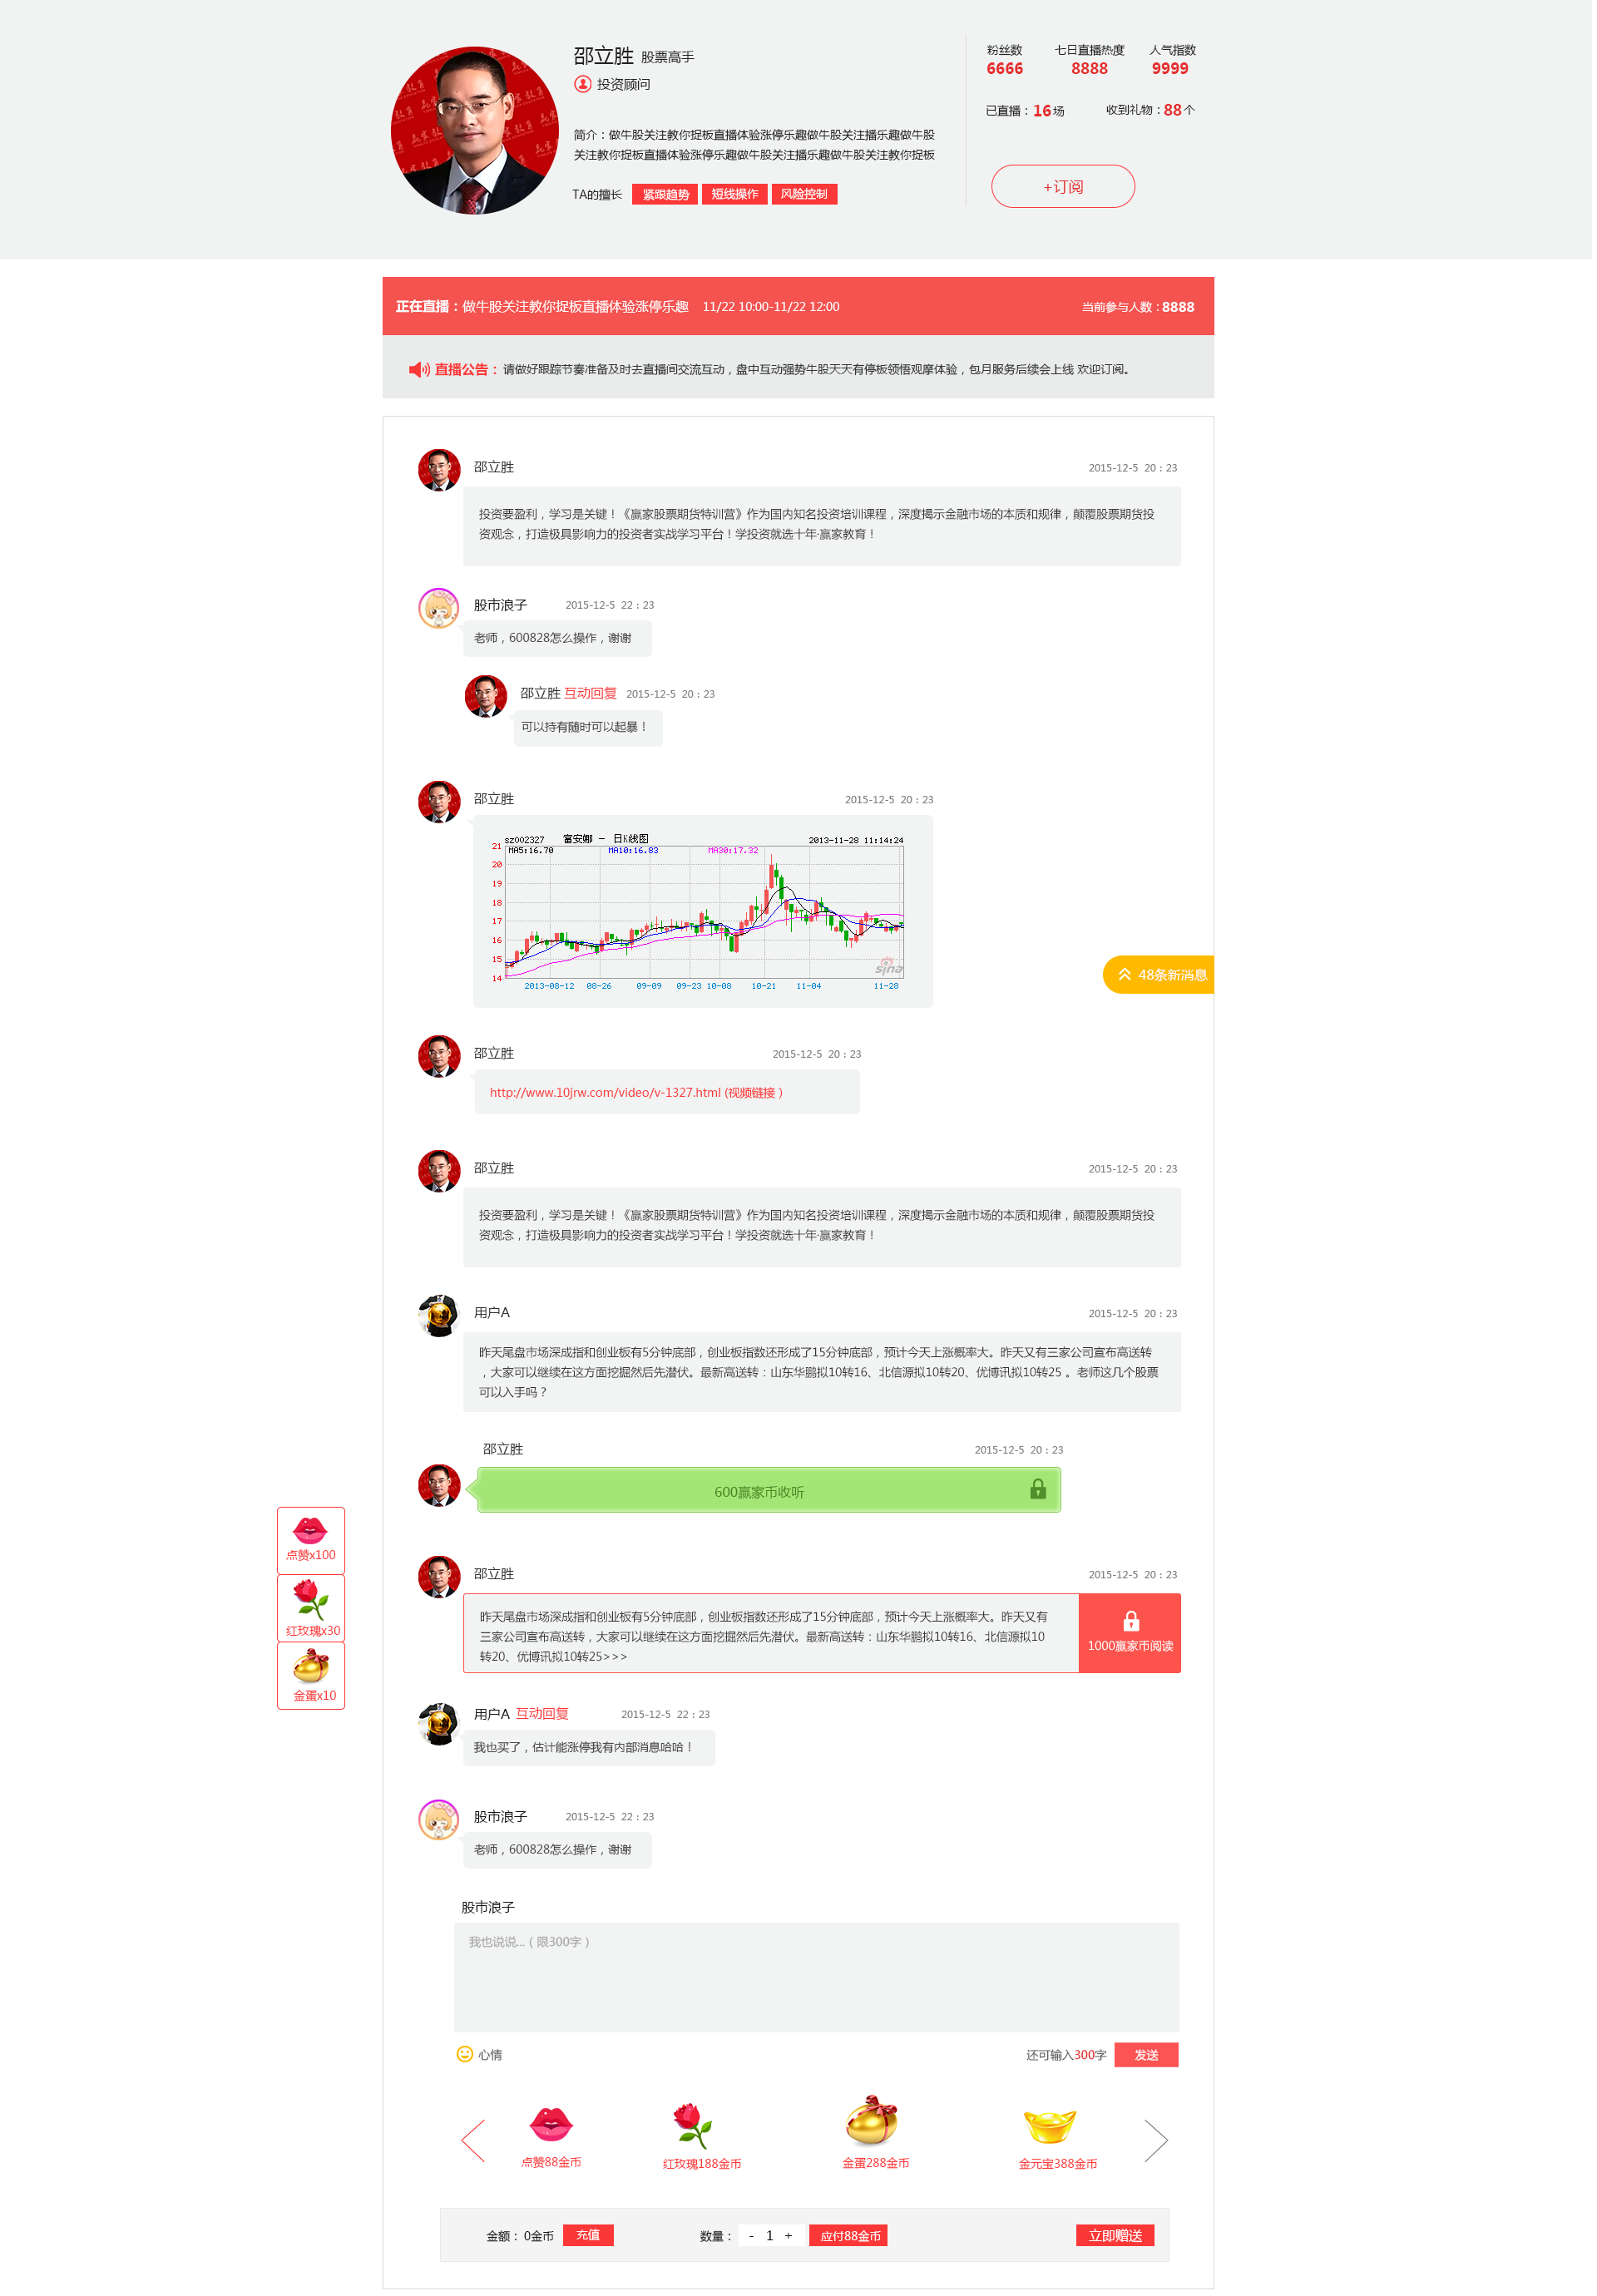 邵立胜 股票高手
投资顾问
简介：做牛股关注教你捉板直播体验涨停乐趣做牛股关注播乐趣做牛股
关注教你捉板直播体验涨停乐趣做牛股关注播乐趣做牛股关注教你捉板
TA的擅长 紧跟趋势 短线操作 风险控制
粉丝数 七日直播热度 人气指数
6666 8888 9999
已直播：16场 收到礼物：88个
+订阅
正在直播：做牛股关注教你捉板直播体验涨停乐趣 11/22 10:00-11/22 12:00 当前参与人数：8888
直播公告：请做好跟踪节奏准备及时去直播间交流互动，盘中互动强势牛股天天有停板领悟观摩体验，包月服务后续会上线 欢迎订阅。
邵立胜 2015-12-5 20：23
投资要盈利，学习是关键！《赢家股票期货特训营》作为国内知名投资培训课程，深度揭示金融市场的本质和规律，颠覆股票期货投
资观念，打造极具影响力的投资者实战学习平台！学投资就选十年·赢家教育！
股市浪子 2015-12-5 22：23
老师，600828怎么操作，谢谢
邵立胜 互动回复 2015-12-5 20：23
可以持有随时可以起暴！
邵立胜 2015-12-5 20：23
sz002327 富安娜 — 日K线图 2013-11-28 11:14:24
MA5:16.70 MA10:16.83 MA30:17.32
21
20
19
18
17
16
15
14
sina
2013-08-12 08-26 09-09 09-23 10-08 10-21 11-04 11-28
48条新消息
邵立胜 2015-12-5 20：23
http://www.10jrw.com/video/v-1327.html (视频链接）
邵立胜 2015-12-5 20：23
投资要盈利，学习是关键！《赢家股票期货特训营》作为国内知名投资培训课程，深度揭示金融市场的本质和规律，颠覆股票期货投
资观念，打造极具影响力的投资者实战学习平台！学投资就选十年·赢家教育！
用户A 2015-12-5 20：23
昨天尾盘市场深成指和创业板有5分钟底部，创业板指数还形成了15分钟底部，预计今天上涨概率大。昨天又有三家公司宣布高送转
，大家可以继续在这方面挖掘然后先潜伏。最新高送转：山东华鹏拟10转16、北信源拟10转20、优博讯拟10转25 。老师这几个股票
可以入手吗？
邵立胜 2015-12-5 20：23
600赢家币收听
点赞x100
红玫瑰x30
金蛋x10
邵立胜 2015-12-5 20：23
昨天尾盘市场深成指和创业板有5分钟底部，创业板指数还形成了15分钟底部，预计今天上涨概率大。昨天又有
三家公司宣布高送转，大家可以继续在这方面挖掘然后先潜伏。最新高送转：山东华鹏拟10转16、北信源拟10
转20、优博讯拟10转25>>>
1000赢家币阅读
用户A 互动回复 2015-12-5 22：23
我也买了，估计能涨停我有内部消息哈哈！
股市浪子 2015-12-5 22：23
老师，600828怎么操作，谢谢
股市浪子
我也说说...（限300字）
心情 还可输入300字 发送
点赞88金币 红玫瑰188金币 金蛋288金币 金元宝388金币
金额：0金币 充值 数量： - 1 + 应付88金币 立即赠送